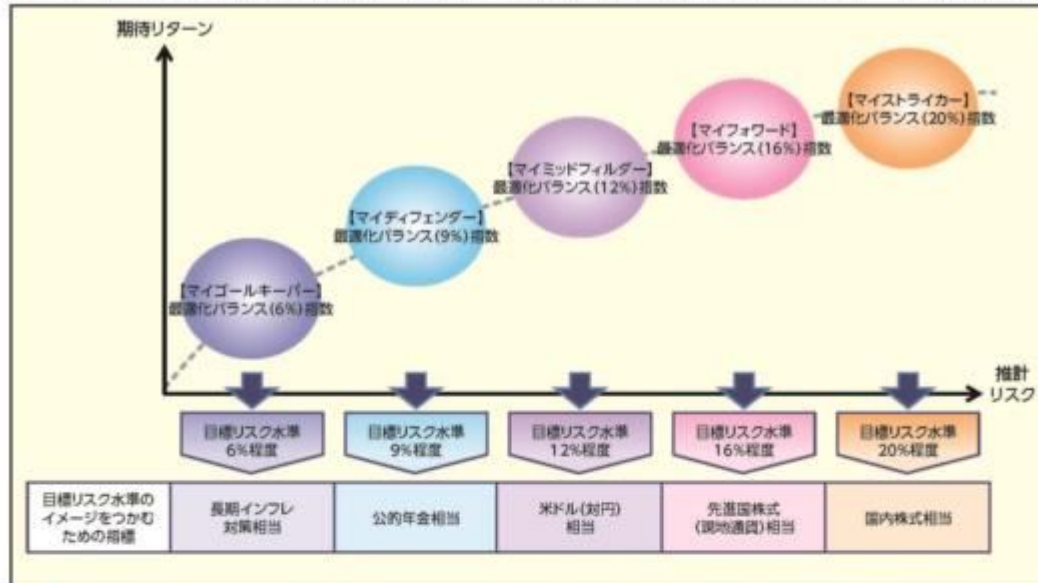 期待リターン
【マイストライカー】
最適化バランス(20%)指数
【マイフォワード】
最適化バランス(16%)指数
【マイミッドフィルダー】
最適化バランス(12%)指数
【マイディフェンダー】
最適化バランス(9%)指数
【マイゴールキーパー】
最適化バランス(6%)指数
推計
リスク
目標リスク水準
6%程度
目標リスク水準
9%程度
目標リスク水準
12%程度
目標リスク水準
16%程度
目標リスク水準
20%程度
目標リスク水準の
イメージをつかむ
ための指標
長期インフレ
対策相当
公的年金相当
米ドル(対円)
相当
先進国株式
(現地通貨)相当
国内株式相当